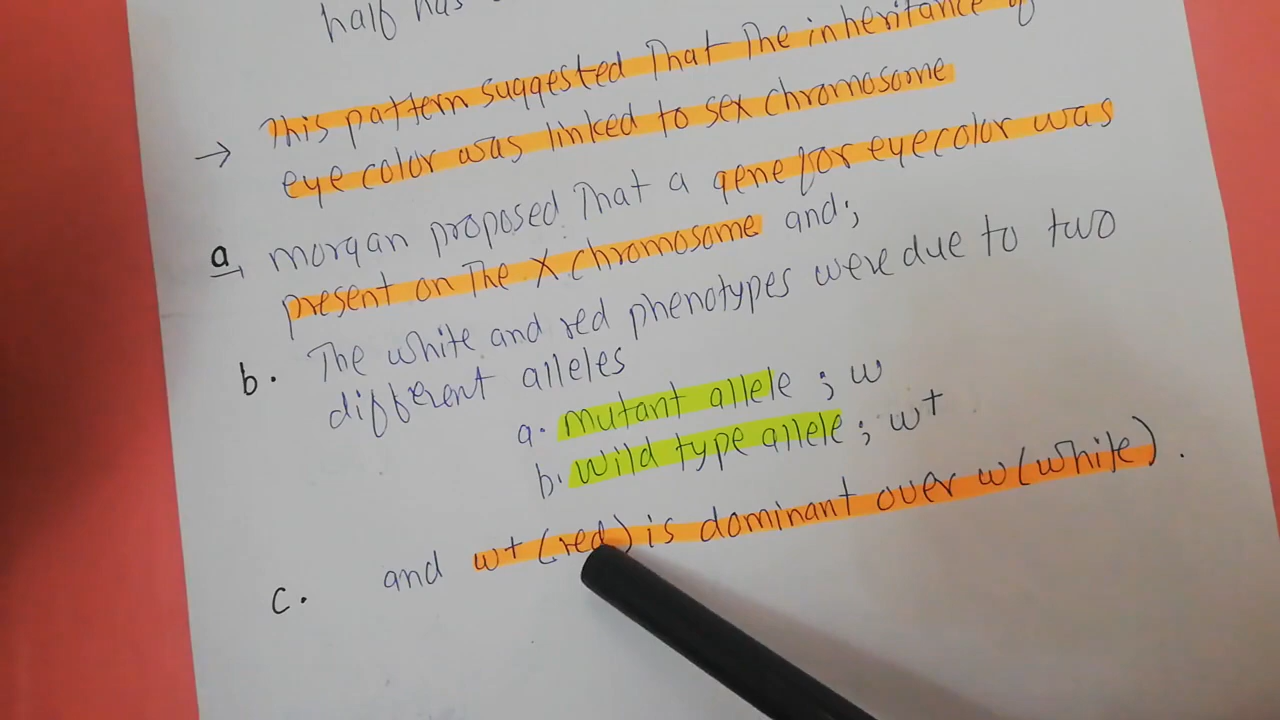 half has
→ This pattern suggested That The inheritance of
eye color was linked to sex chromosome
a, morgan proposed That a gene for eyecolor was
present on The X chromosome and;
b. The white and red phenotypes were due to two
different alleles
a. mutant allele ; w
b. wild type allele ; w+
c. and w+ (red) is dominant over w (white).